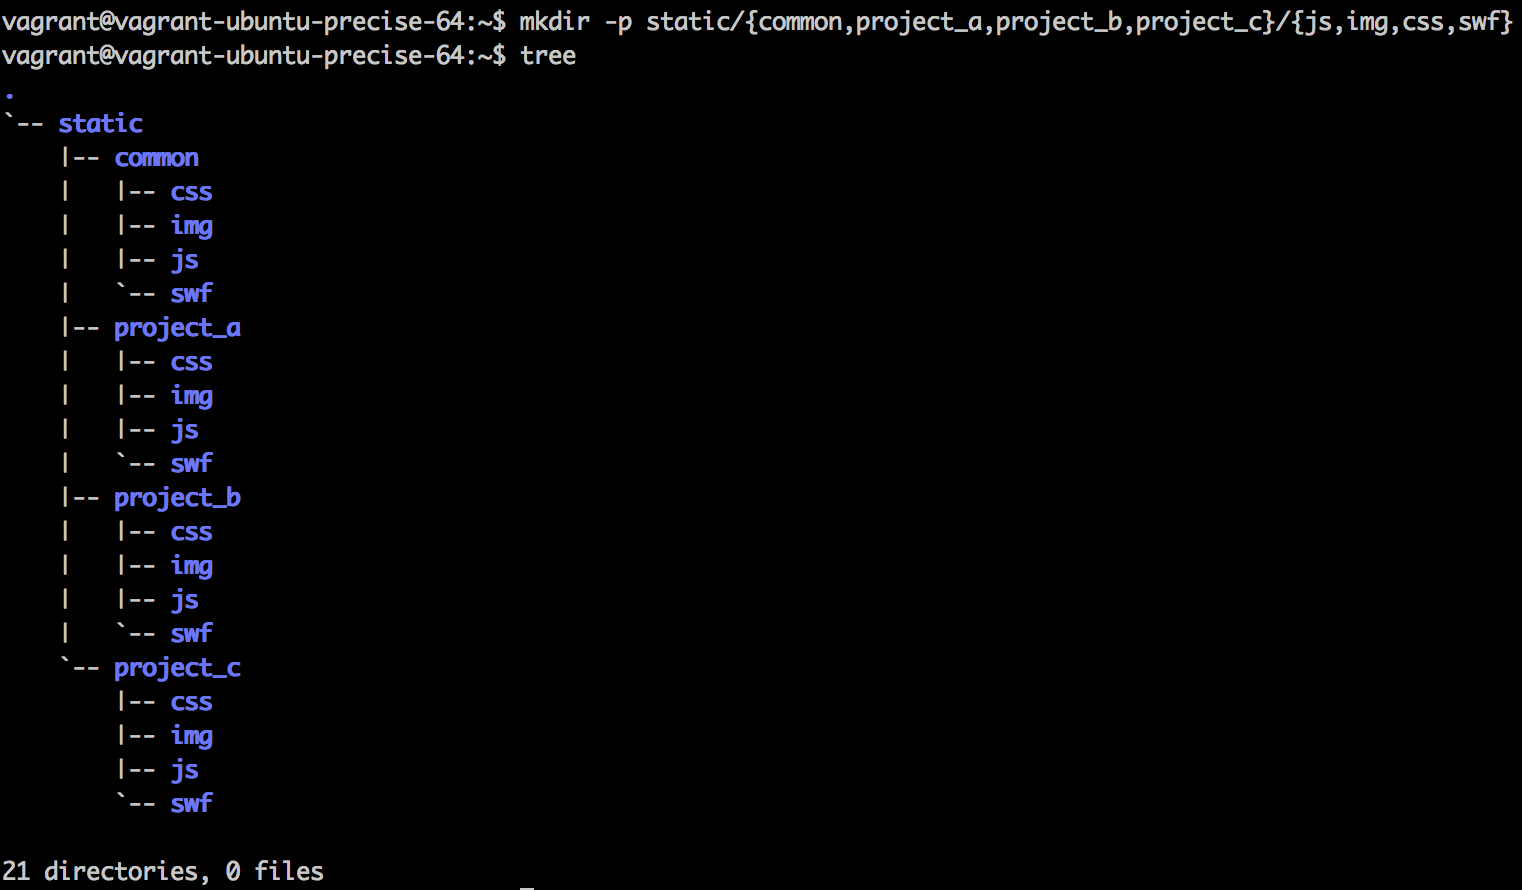 vagrant@vagrant-ubuntu-precise-64:~$ mkdir -p static/{common,project_a,project_b,project_c}/{js,img,css,swf}
vagrant@vagrant-ubuntu-precise-64:~$ tree
.
`-- static
    |-- common
    |   |-- css
    |   |-- img
    |   |-- js
    |   `-- swf
    |-- project_a
    |   |-- css
    |   |-- img
    |   |-- js
    |   `-- swf
    |-- project_b
    |   |-- css
    |   |-- img
    |   |-- js
    |   `-- swf
    `-- project_c
        |-- css
        |-- img
        |-- js
        `-- swf

21 directories, 0 files